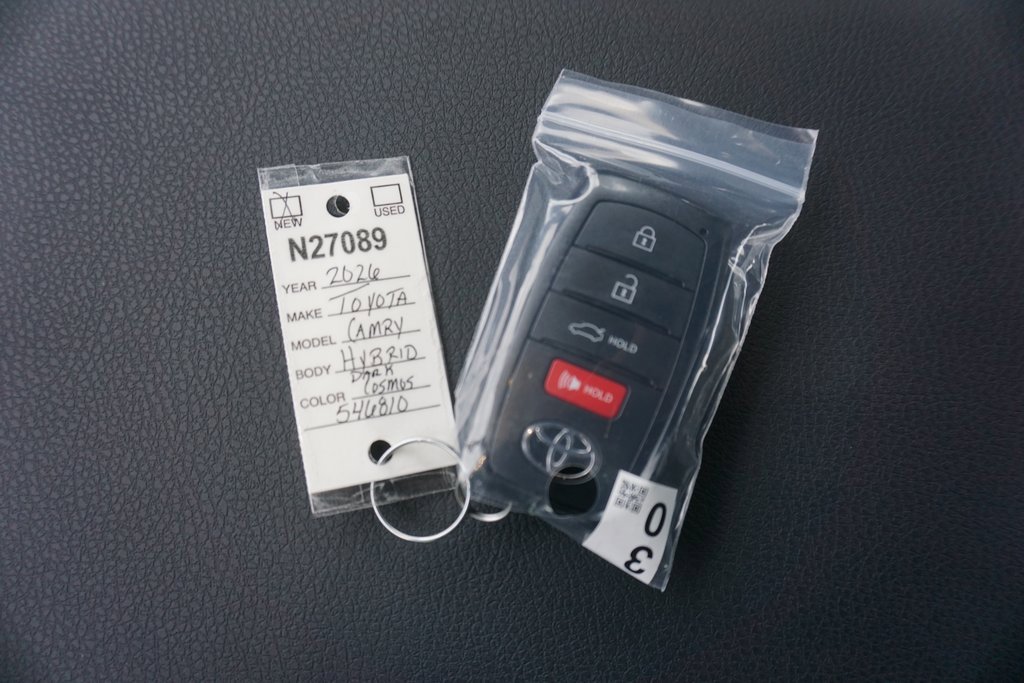 NEW
USED
N27089
YEAR 2026
MAKE TOYOTA
MODEL CAMRY
BODY HYBRID
DARK
COLOR COSMOS
546810
HOLD
HOLD
03